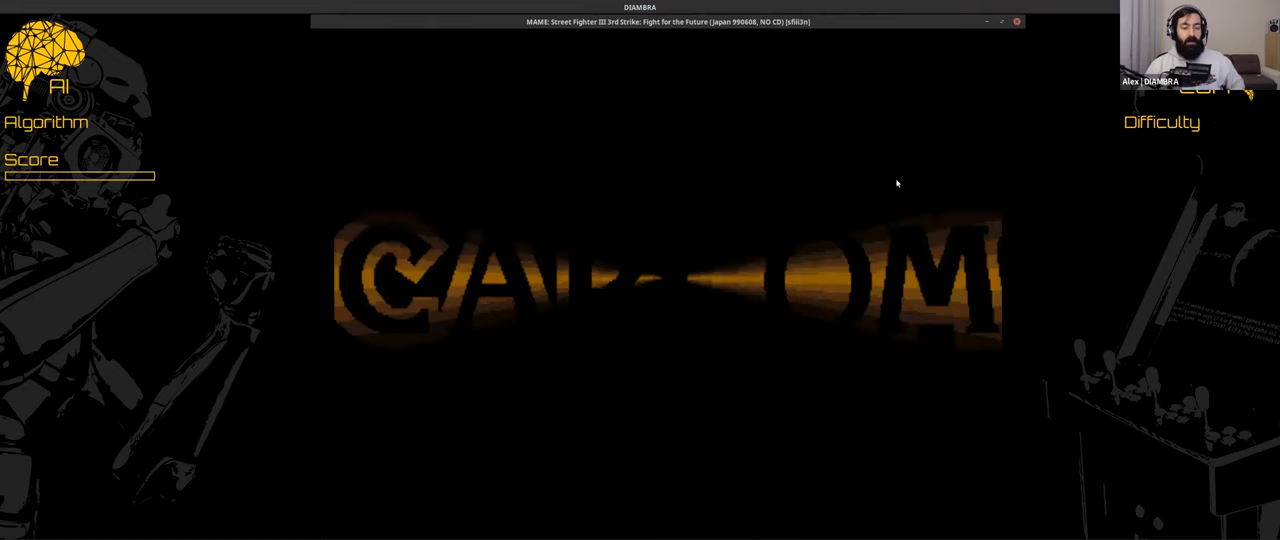 DIAMBRA
MAME: Street Fighter III 3rd Strike: Fight for the Future (Japan 990608, NO CD) [sfiii3n]
AI
Algorithm
Score
CAPCOM
Alex | DIAMBRA
Difficulty